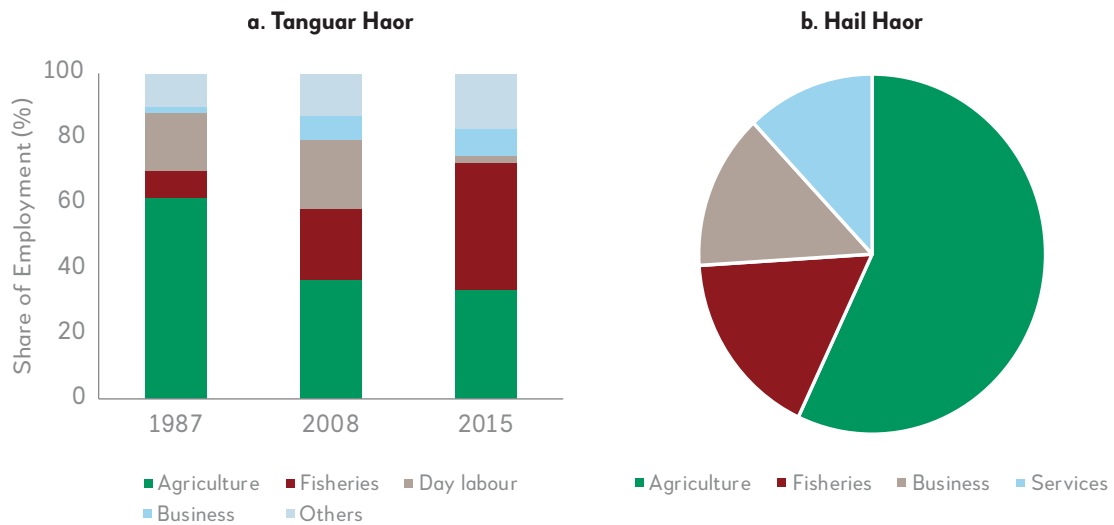 a. Tanguar Haor
Share of Employment (%)
100
80
60
40
20
0
1987 2008 2015
Agriculture Fisheries Day labour
Business Others
b. Hail Haor
Agriculture Fisheries Business Services